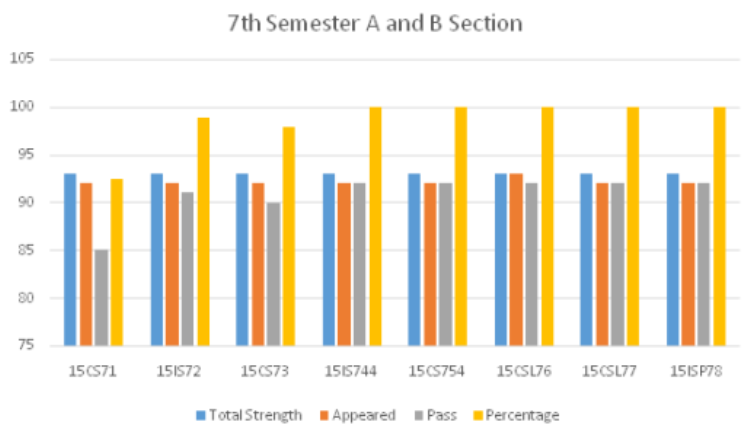 7th Semester A and B Section
105
100
95
90
85
80
75
15CS71 15IS72 15CS73 15IS744 15CS754 15CSL76 15CSL77 15ISP78
Total Strength Appeared Pass Percentage